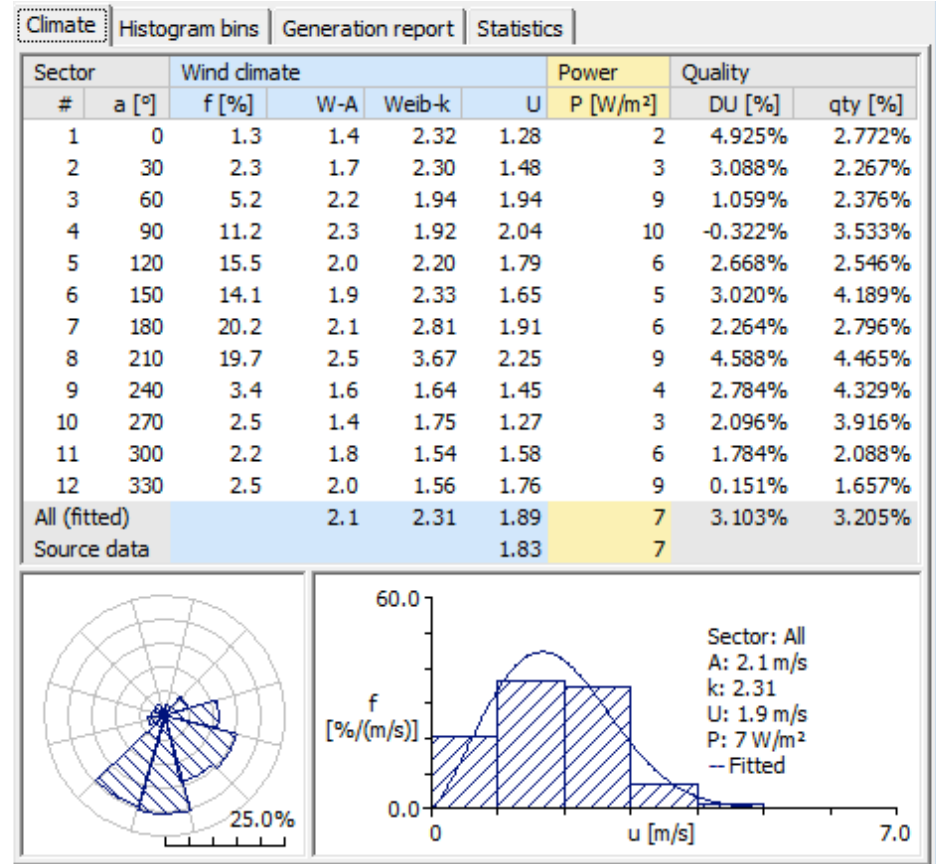 Climate Histogram bins Generation report Statistics
Sector Wind climate Power Quality
# a [°] f [%] W-A Weib-k U P [W/m²] DU [%] qty [%]
1 0 1.3 1.4 2.32 1.28 2 4.925% 2.772%
2 30 2.3 1.7 2.30 1.48 3 3.088% 2.267%
3 60 5.2 2.2 1.94 1.94 9 1.059% 2.376%
4 90 11.2 2.3 1.92 2.04 10 -0.322% 3.533%
5 120 15.5 2.0 2.20 1.79 6 2.668% 2.546%
6 150 14.1 1.9 2.33 1.65 5 3.020% 4.189%
7 180 20.2 2.1 2.81 1.91 6 2.264% 2.796%
8 210 19.7 2.5 3.67 2.25 9 4.588% 4.465%
9 240 3.4 1.6 1.64 1.45 4 2.784% 4.329%
10 270 2.5 1.4 1.75 1.27 3 2.096% 3.916%
11 300 2.2 1.8 1.54 1.58 6 1.784% 2.088%
12 330 2.5 2.0 1.56 1.76 9 0.151% 1.657%
All (fitted) 2.1 2.31 1.89 7 3.103% 3.205%
Source data 1.83 7
25.0%
60.0
f
[%/(m/s)]
0.0
0 u [m/s] 7.0
Sector: All
A: 2.1 m/s
k: 2.31
U: 1.9 m/s
P: 7 W/m²
-- Fitted